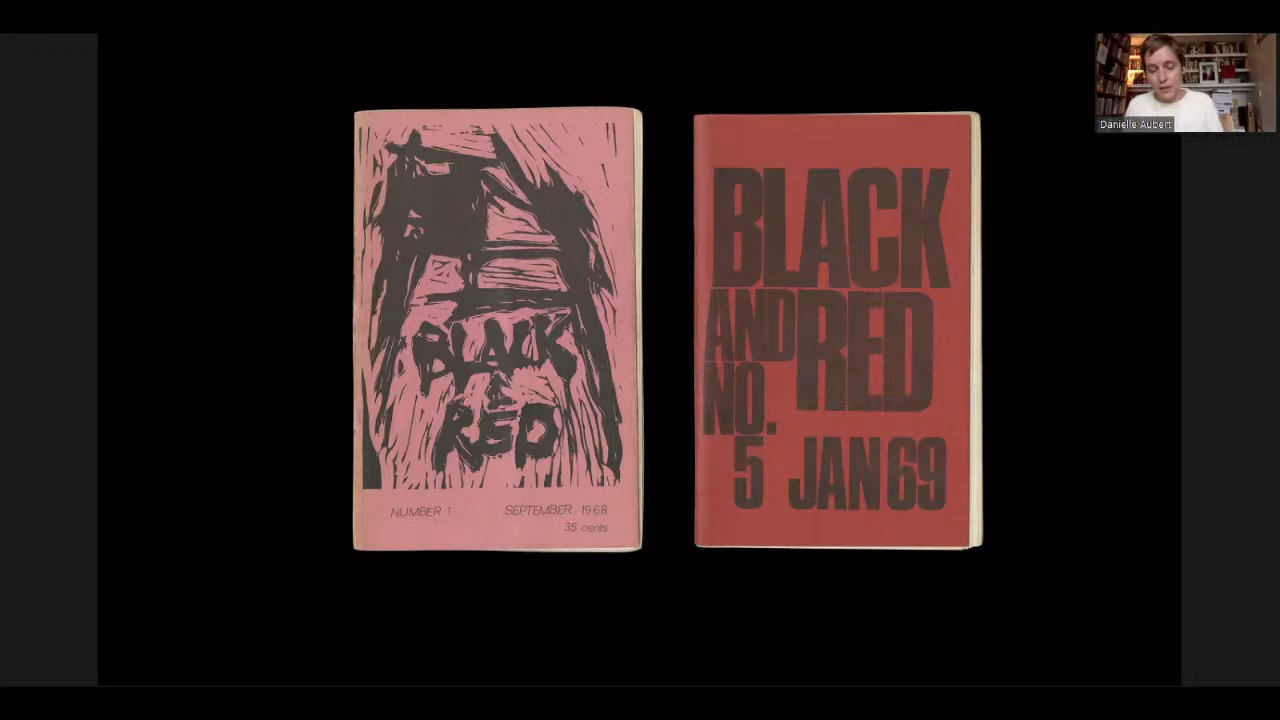 BLACK
&
RED
NUMBER 1 SEPTEMBER 1968
35 cents
BLACK
AND RED
NO.
5 JAN 69
Danielle Aubert